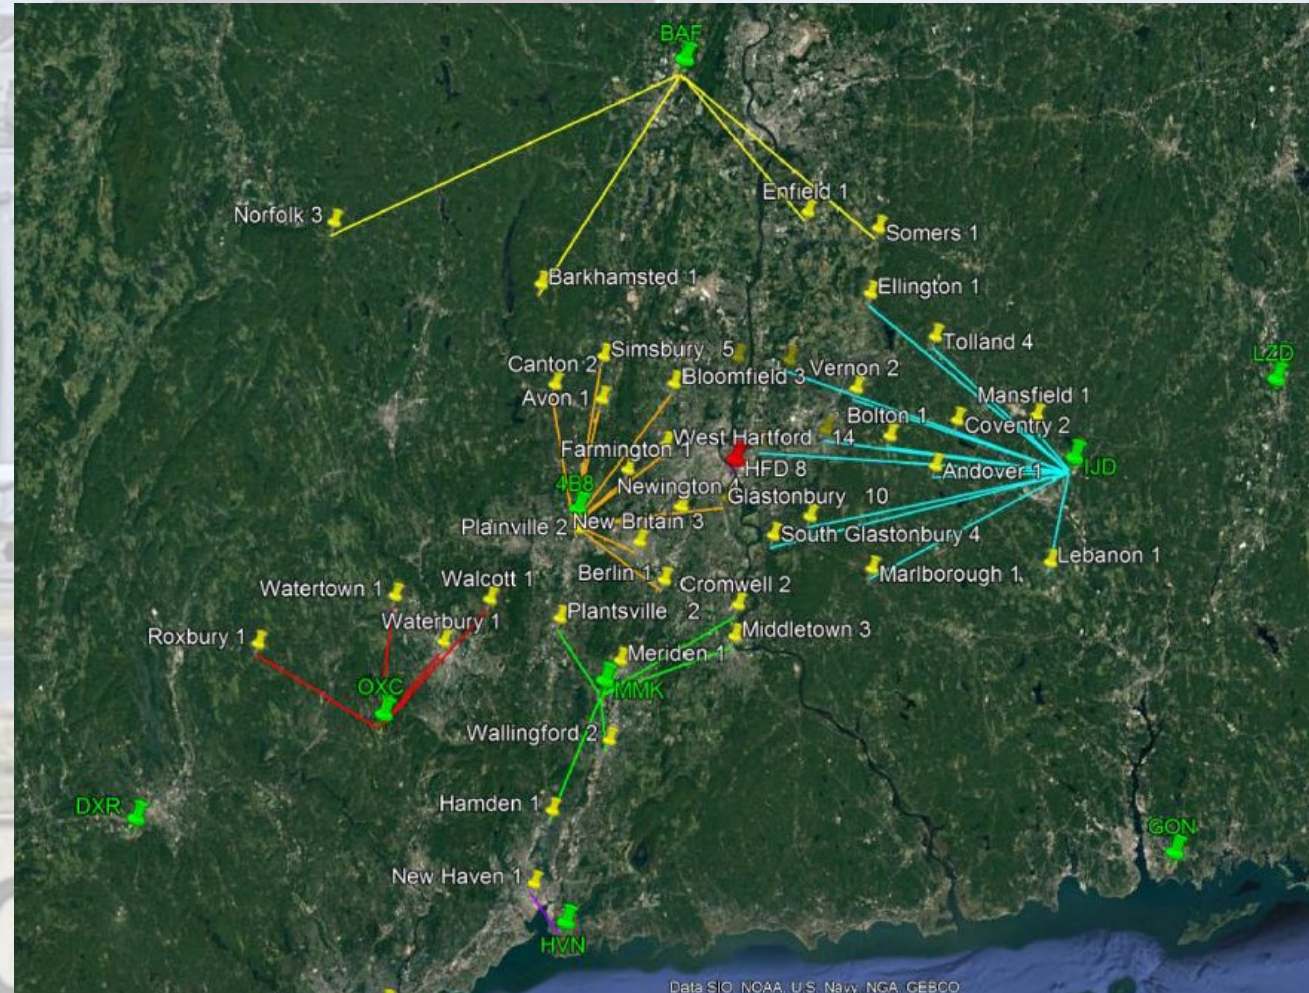 BAF
Enfield 1
Norfolk 3
Somers 1
Barkhamsted 1
Ellington 1
Tolland 4
Simsbury 5
LZD
Canton 2
Vernon 2
Bloomfield 3
Avon 1
Mansfield 1
Bolton 1
Coventry 2
West Hartford 14
Farmington 1
HFD 8
IJD
Andover 1
4B8
Newington 4
Glastonbury 10
New Britain 3
Plainville 2
South Glastonbury 4
Lebanon 1
Berlin 1
Marlborough 1
Walcott 1
Cromwell 2
Watertown 1
Plantsville 2
Waterbury 1
Middletown 3
Roxbury 1
Meriden 1
OXC
MMK
Wallingford 2
Hamden 1
DXR
GON
New Haven 1
HVN
Data SIO, NOAA, U.S. Navy, NGA, GEBCO